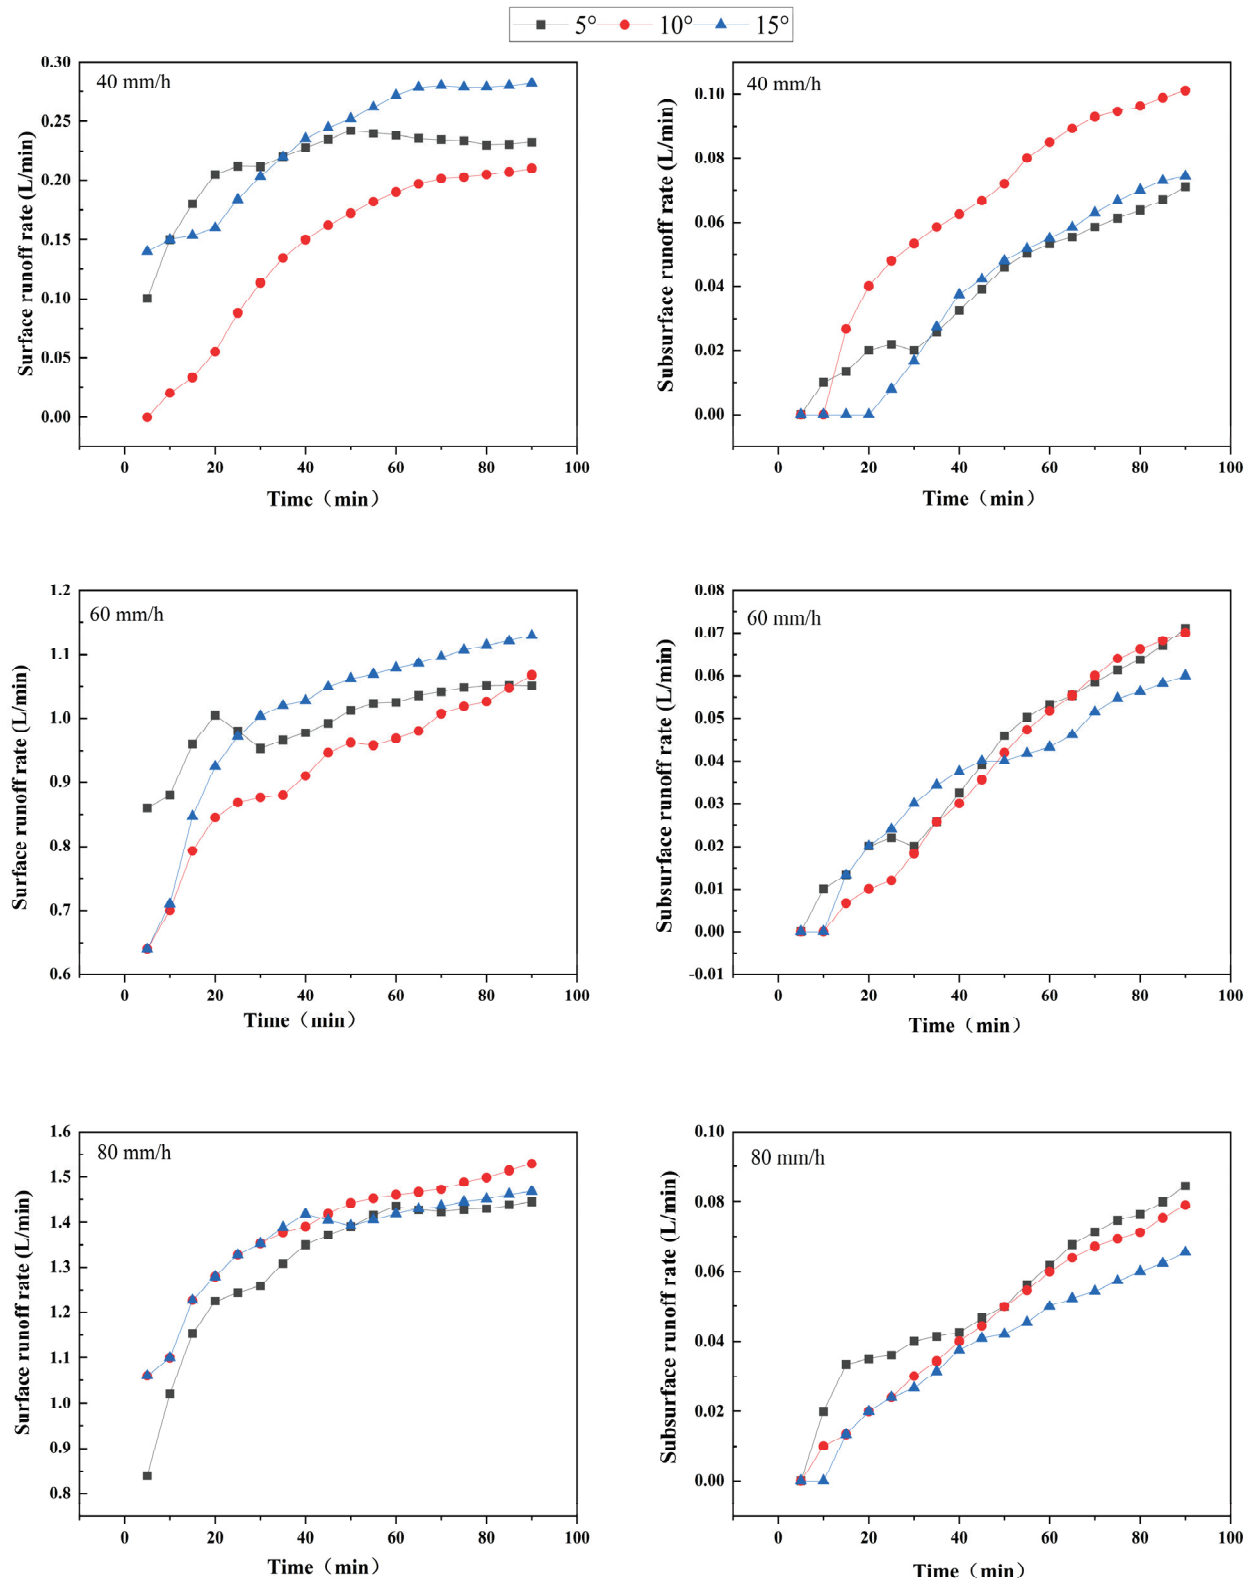 5° 10° 15°
40 mm/h
Surface runoff rate (L/min)
0.30
0.25
0.20
0.15
0.10
0.05
0.00
0 20 40 60 80 100
Time（min）
40 mm/h
Subsurface runoff rate (L/min)
0.10
0.08
0.06
0.04
0.02
0.00
0 20 40 60 80 100
Time（min）
60 mm/h
Surface runoff rate (L/min)
1.2
1.1
1.0
0.9
0.8
0.7
0.6
0 20 40 60 80 100
Time（min）
60 mm/h
Subsurface runoff rate (L/min)
0.08
0.07
0.06
0.05
0.04
0.03
0.02
0.01
0.00
-0.01
0 20 40 60 80 100
Time（min）
80 mm/h
Surface runoff rate (L/min)
1.6
1.5
1.4
1.3
1.2
1.1
1.0
0.9
0.8
0 20 40 60 80 100
Time（min）
80 mm/h
Subsurface runoff rate (L/min)
0.10
0.08
0.06
0.04
0.02
0.00
0 20 40 60 80 100
Time（min）